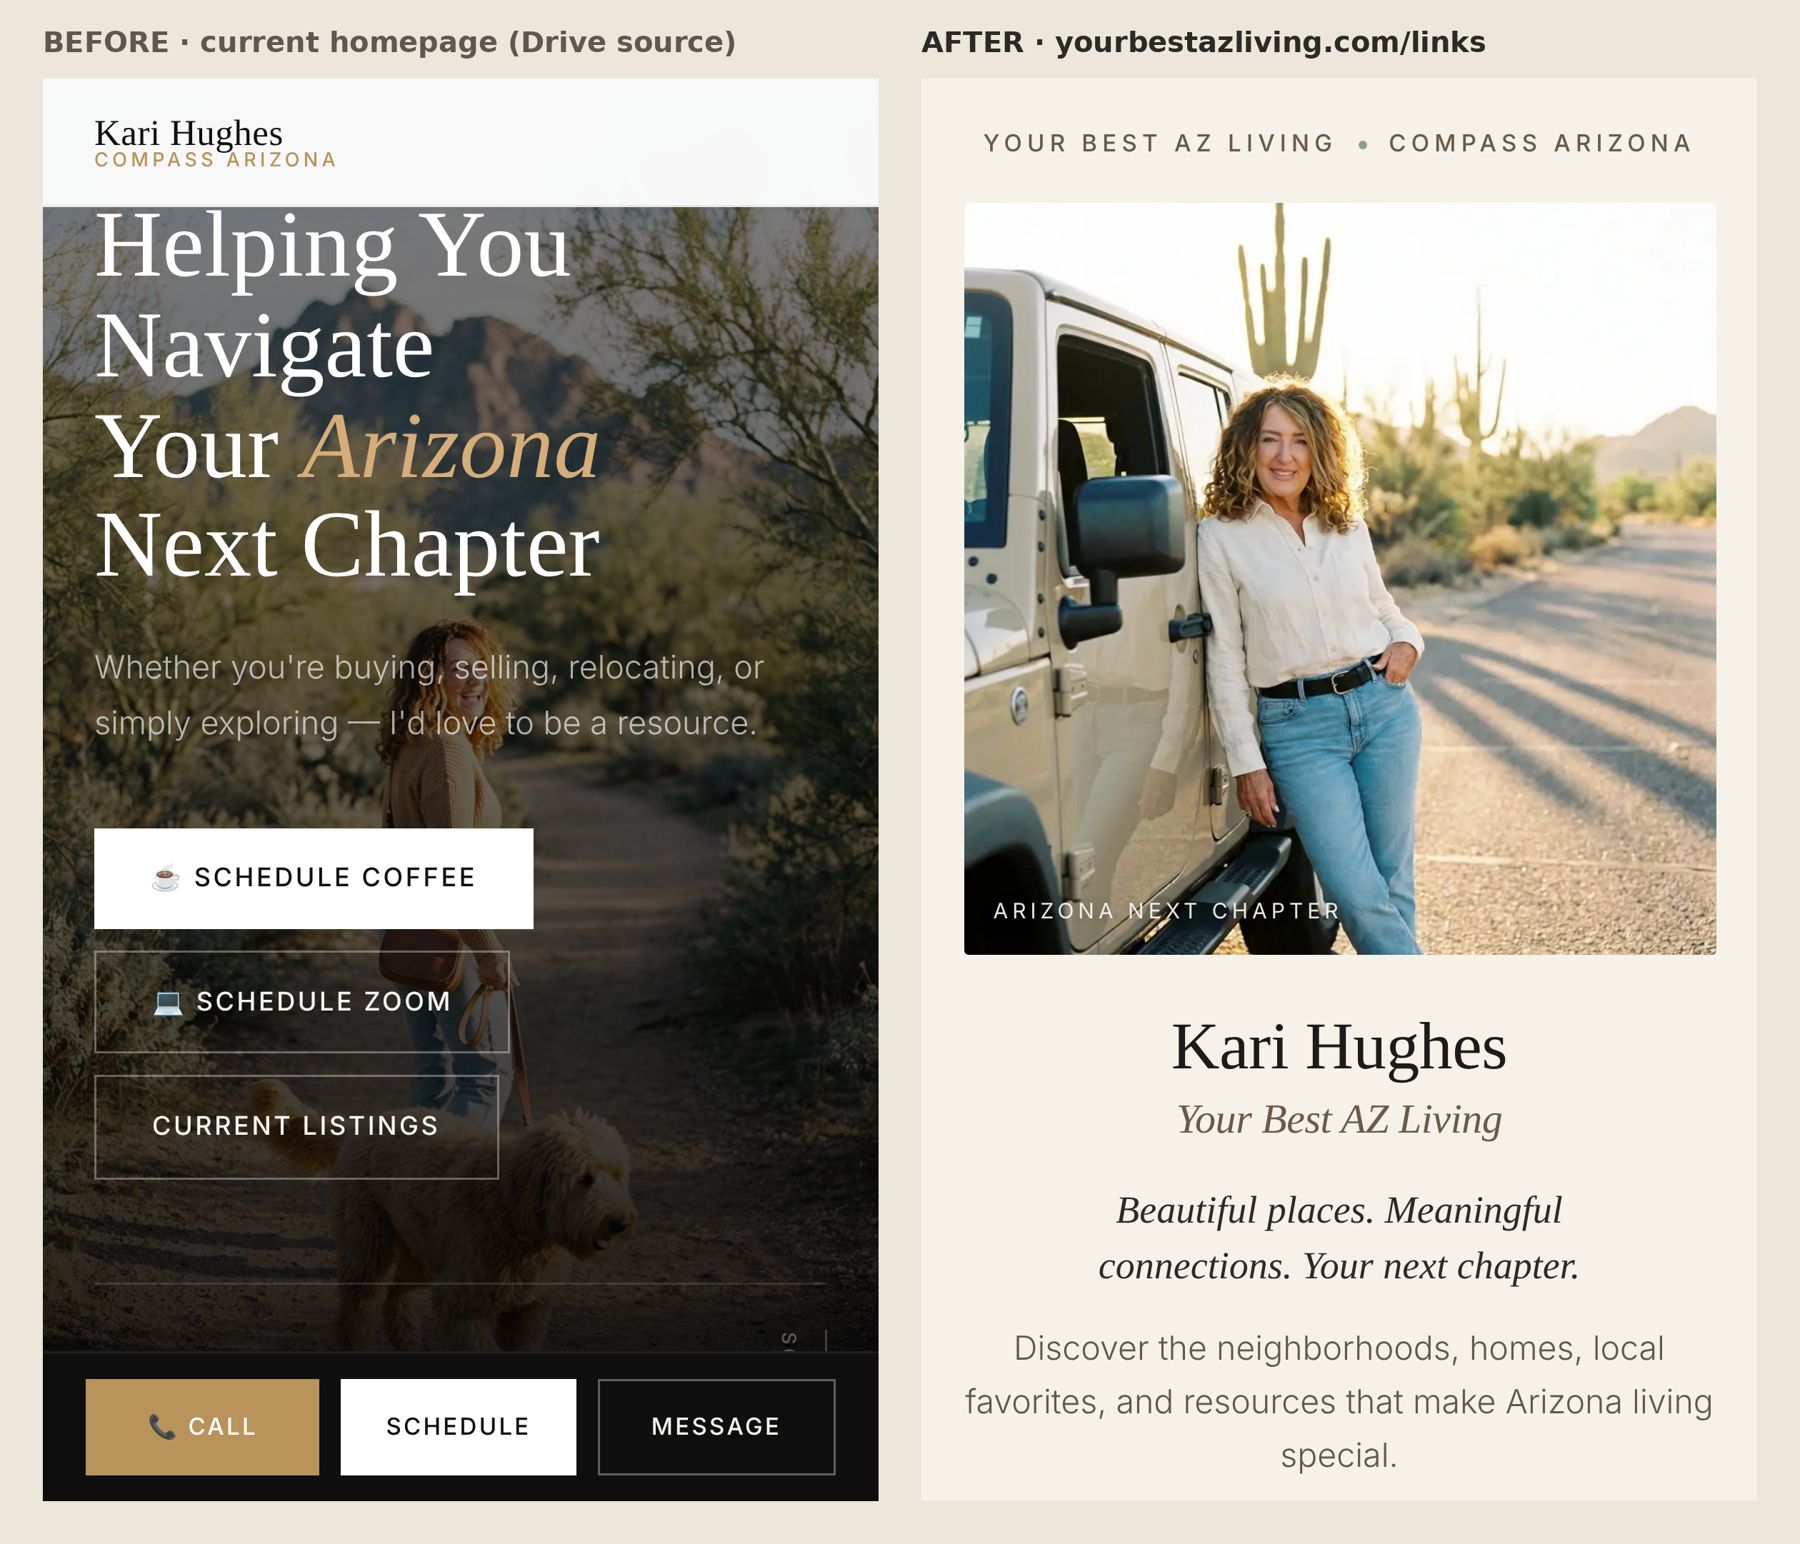 BEFORE · current homepage (Drive source)
Kari Hughes
COMPASS ARIZONA
Helping You
Navigate
Your Arizona
Next Chapter
Whether you're buying, selling, relocating, or
simply exploring — I'd love to be a resource.
☕ SCHEDULE COFFEE
💻 SCHEDULE ZOOM
CURRENT LISTINGS
📞 CALL
SCHEDULE
MESSAGE
AFTER · yourbestazliving.com/links
YOUR BEST AZ LIVING • COMPASS ARIZONA
ARIZONA NEXT CHAPTER
Kari Hughes
Your Best AZ Living
Beautiful places. Meaningful
connections. Your next chapter.
Discover the neighborhoods, homes, local
favorites, and resources that make Arizona living
special.